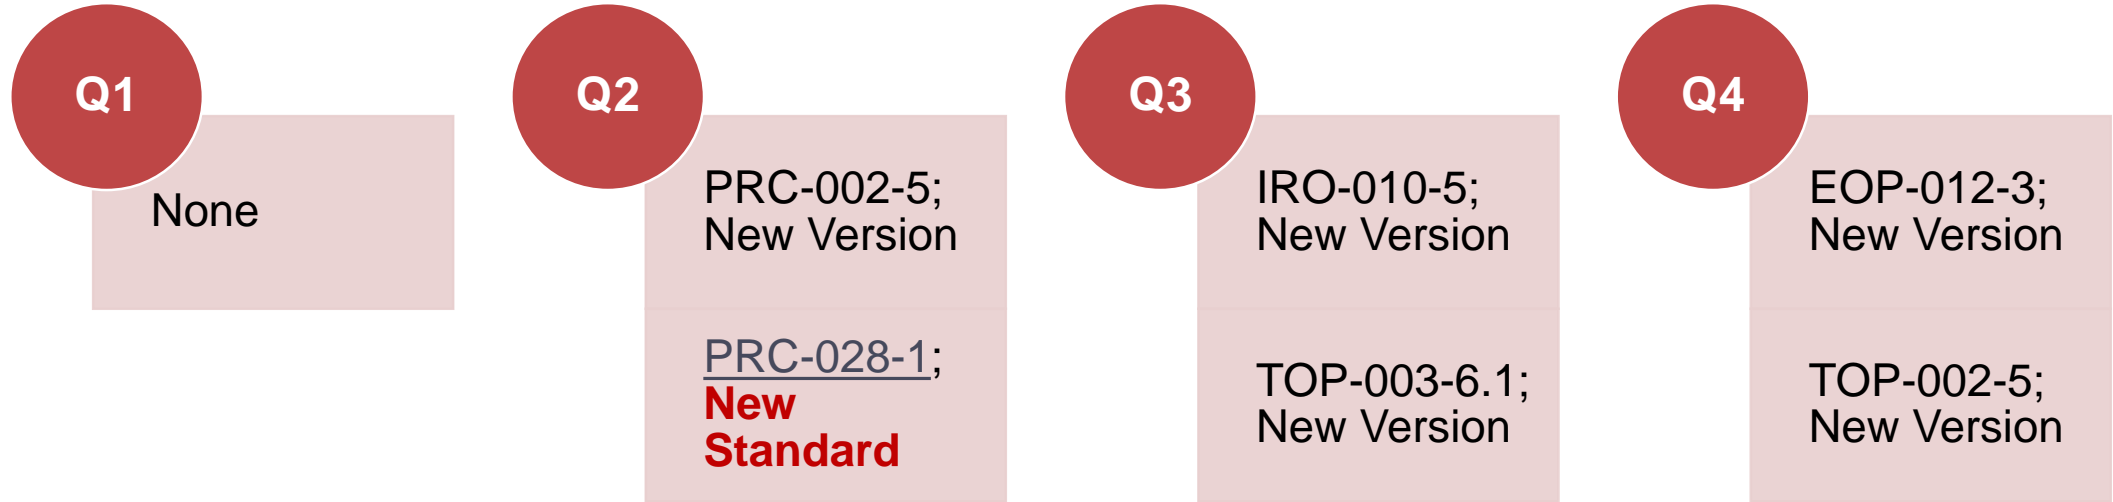 Q1
None
Q2
PRC-002-5;
New Version
PRC-028-1;
New
Standard
Q3
IRO-010-5;
New Version
TOP-003-6.1;
New Version
Q4
EOP-012-3;
New Version
TOP-002-5;
New Version